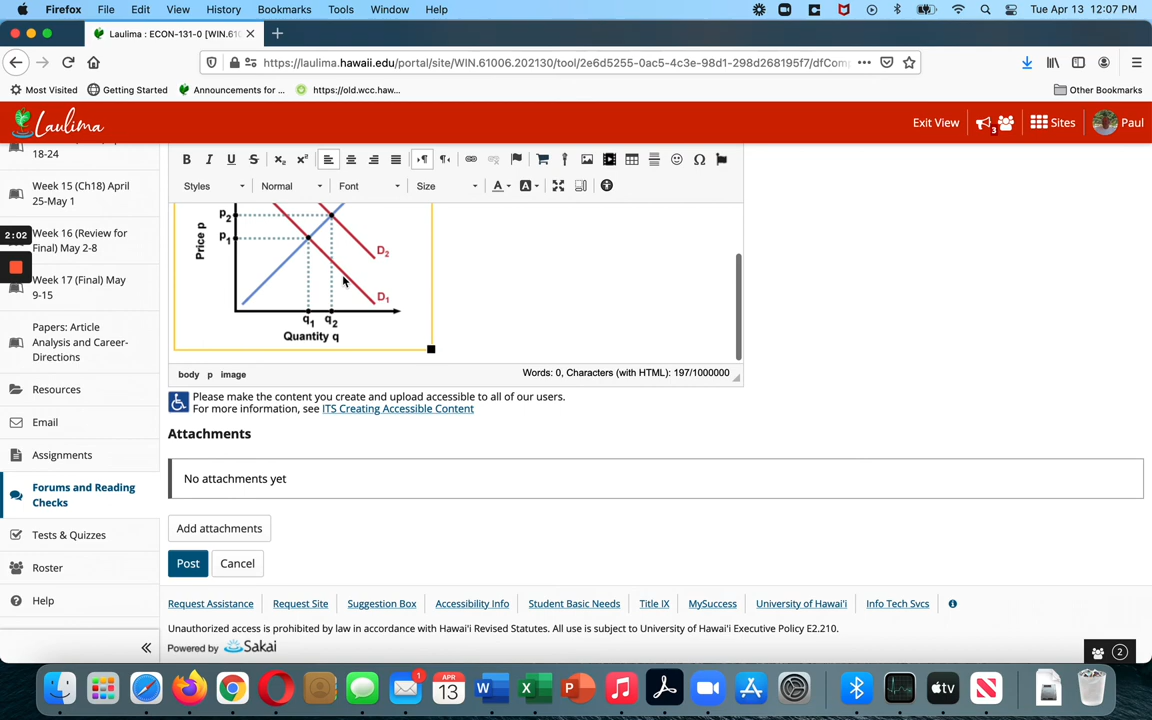 Firefox File Edit View History Bookmarks Tools Window Help Tue Apr 13 12:07 PM
Laulima : ECON-131-0 [WIN.610
https://laulima.hawaii.edu/portal/site/WIN.61006.202130/tool/2e6d5255-0ac5-4c3e-98d1-298d268195f7/dfComp
Most Visited Getting Started Announcements for ... https://old.wcc.haw... Other Bookmarks
Laulima Exit View 3 Sites Paul
18-24
Week 15 (Ch18) April
25-May 1
Week 16 (Review for
Final) May 2-8
2:02
Week 17 (Final) May
9-15
Papers: Article
Analysis and Career-
Directions
Resources
Email
Assignments
Forums and Reading
Checks
Tests & Quizzes
Roster
Help
B I U S
Styles Normal Font Size A A
P2
P1
Price p
D2
D1
q1 q2
Quantity q
body p image Words: 0, Characters (with HTML): 197/1000000
Please make the content you create and upload accessible to all of our users.
For more information, see ITS Creating Accessible Content
Attachments
No attachments yet
Add attachments
Post Cancel
Request Assistance Request Site Suggestion Box Accessibility Info Student Basic Needs Title IX MySuccess University of Hawai'i Info Tech Svcs
Unauthorized access is prohibited by law in accordance with Hawai'i Revised Statutes. All use is subject to University of Hawai'i Executive Policy E2.210.
Powered by Sakai
2
1
APR
13
tv